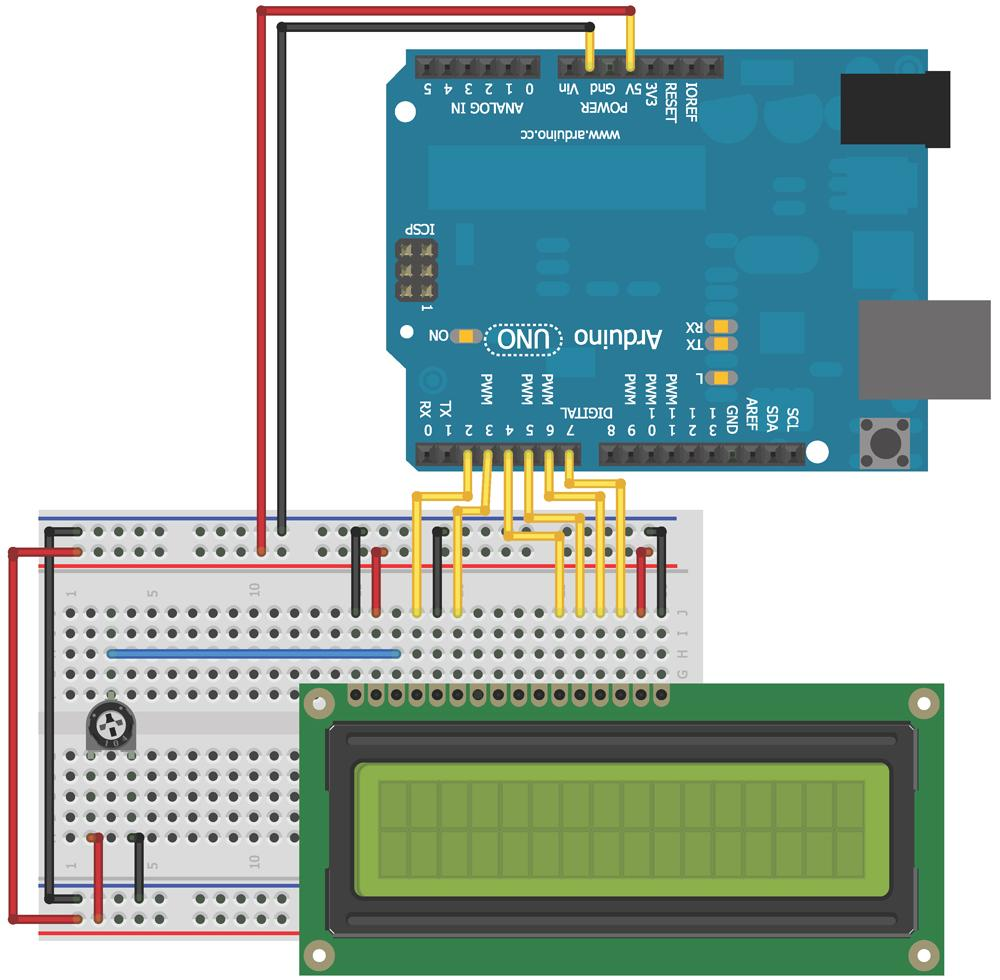 5 4 3 2 1 0 Vin Gnd 5V 3V3 RESET IOREF
ANALOG IN POWER
www.arduino.cc
ICSP
1
ON UNO Arduino
RX
TX
L
PWM PWM PWM PWM PWM PWM
DIGITAL
RX 0 TX 1 2 3 4 5 6 7 8 9 10 11 12 13 GND AREF SDA SCL
1 5 10
J
I
H
G
1 5 10